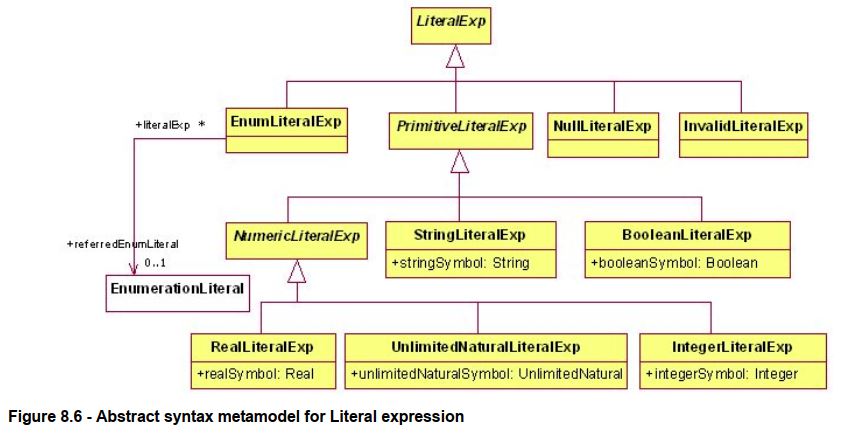 LiteralExp
+literalExp *
EnumLiteralExp
PrimitiveLiteralExp
NullLiteralExp
InvalidLiteralExp
+referredEnumLiteral
0..1
EnumerationLiteral
NumericLiteralExp
StringLiteralExp
+stringSymbol: String
BooleanLiteralExp
+booleanSymbol: Boolean
RealLiteralExp
+realSymbol: Real
UnlimitedNaturalLiteralExp
+unlimitedNaturalSymbol: UnlimitedNatural
IntegerLiteralExp
+integerSymbol: Integer
Figure 8.6 - Abstract syntax metamodel for Literal expression